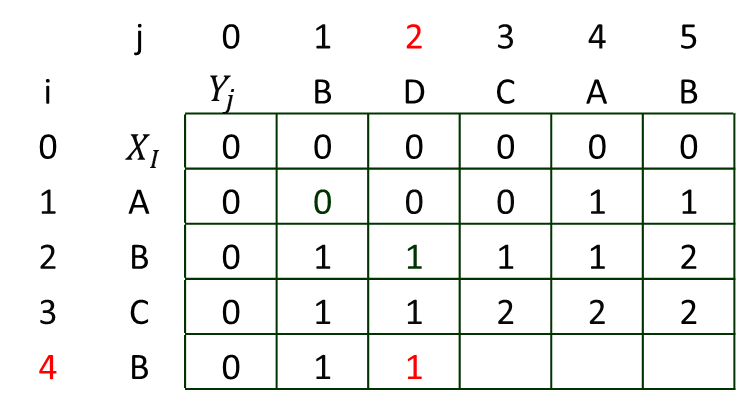 j 0 1 2 3 4 5
i Yj B D C A B
0 XI 0 0 0 0 0 0
1 A 0 0 0 0 1 1
2 B 0 1 1 1 1 2
3 C 0 1 1 2 2 2
4 B 0 1 1